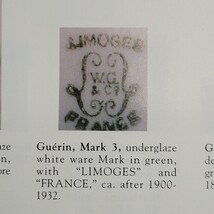 LIMOGES
W.G.
& Co
FRANCE
Guérin, Mark 3, underglaze
white ware Mark in green,
with "LIMOGES" and
"FRANCE," ca. after 1900-
1932.